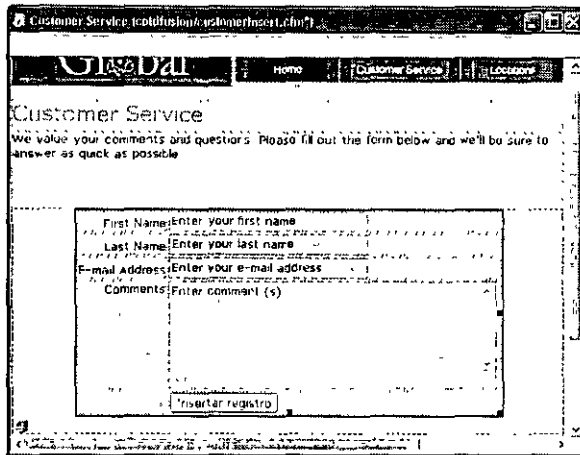 Customer Service (coldfusion/customerInsert.cfm*)
Global
Home Customer Service Locations
Customer Service
We value your comments and questions. Please fill out the form below and we'll be sure to
answer as quick as possible
First Name: Enter your first name
Last Name: Enter your last name
E-mail Address: Enter your e-mail address
Comments: Enter comment (s)
Insertar registro